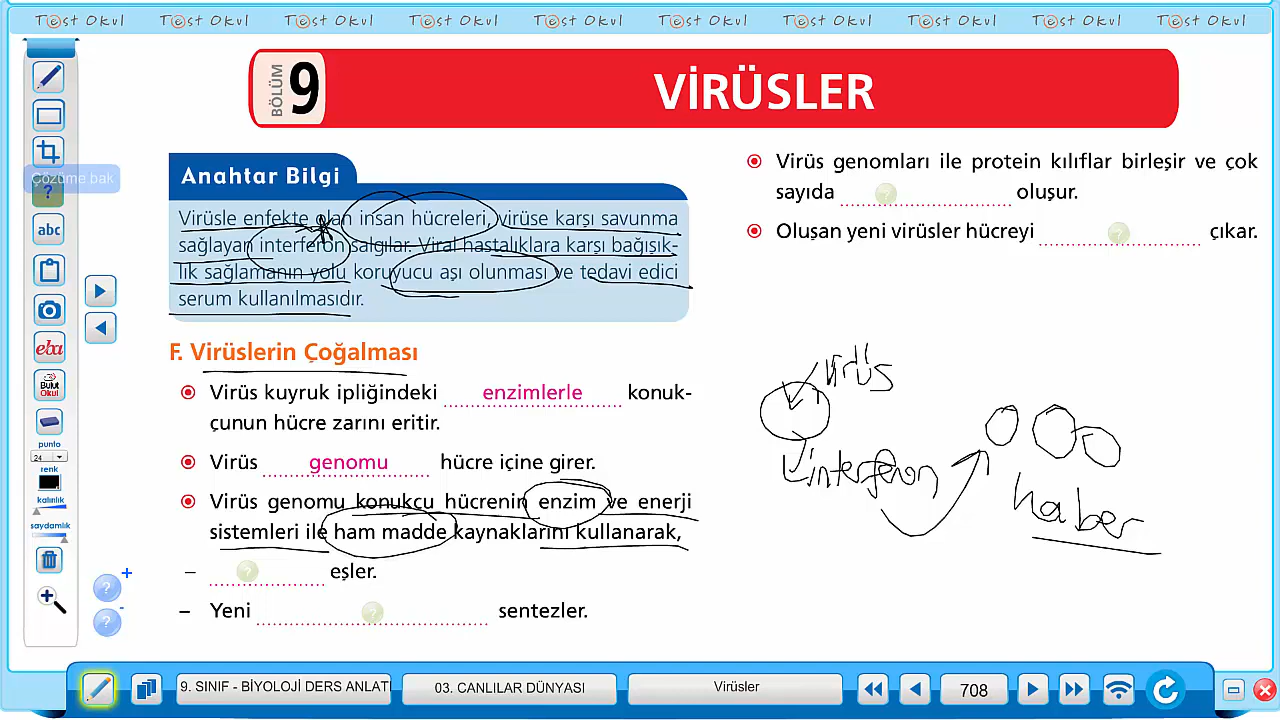 Test Okul Test Okul Test Okul Test Okul Test Okul Test Okul Test Okul Test Okul Test Okul Test Okul
BÖLÜM 9
VİRÜSLER
Çözüme bak
?
abc
eba
Bulut Okul
punto
24
renk
kalınlık
saydamlık
? +
? -
Anahtar Bilgi
Virüsle enfekte olan insan hücreleri, virüse karşı savunma
sağlayan interferon salgılar. Viral hastalıklara karşı bağışık-
lık sağlamanın yolu koruyucu aşı olunması ve tedavi edici
serum kullanılmasıdır.
F. Virüslerin Çoğalması
Virüs kuyruk ipliğindeki enzimlerle konuk-
çunun hücre zarını eritir.
Virüs genomu hücre içine girer.
Virüs genomu konukçu hücrenin enzim ve enerji
sistemleri ile ham madde kaynaklarını kullanarak,
– ? eşler.
– Yeni ? sentezler.
Virüs genomları ile protein kılıflar birleşir ve çok
sayıda ? oluşur.
Oluşan yeni virüsler hücreyi ? çıkar.
Virüs
interferon
haber
9. SINIF - BİYOLOJİ DERS ANLATI
03. CANLILAR DÜNYASI
Virüsler
708